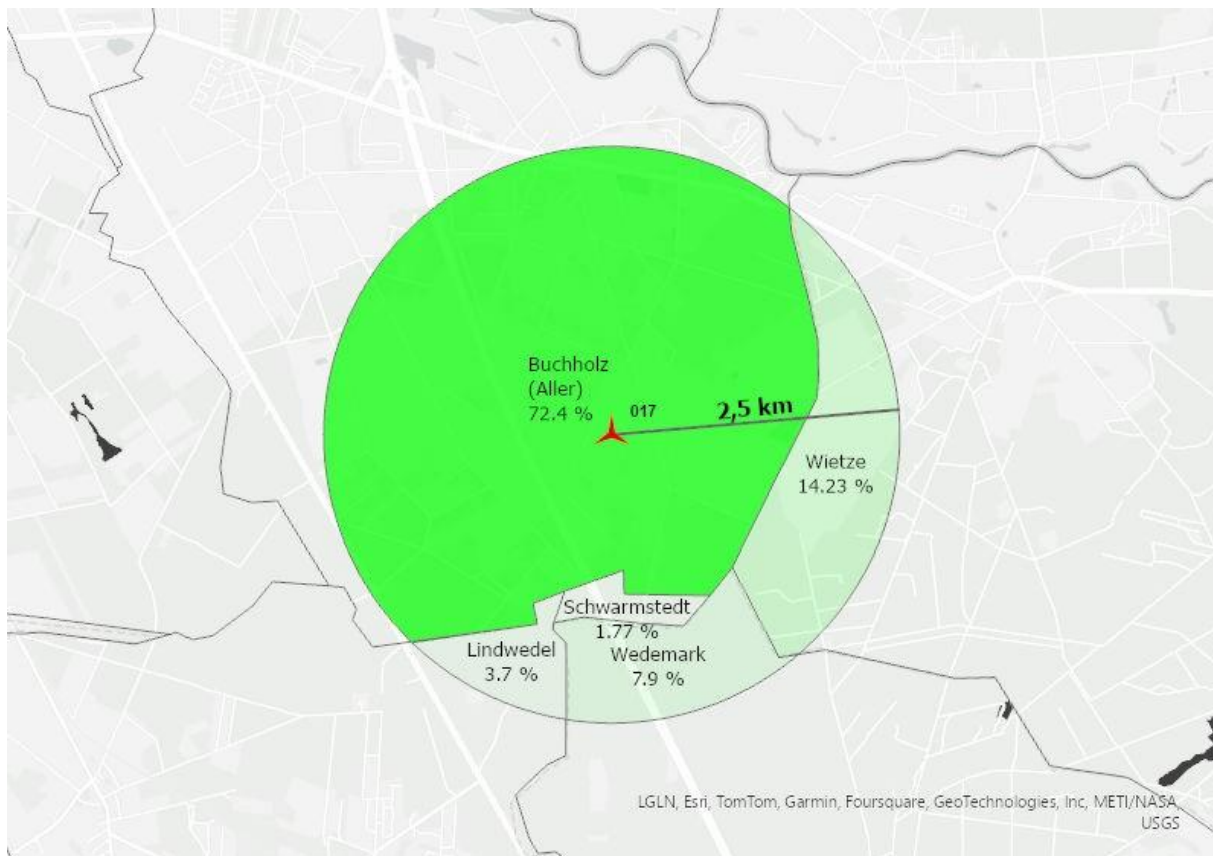 Buchholz
(Aller)
72.4 %
017
2,5 km
Wietze
14.23 %
Schwarmstedt
1.77 %
Lindwedel
3.7 %
Wedemark
7.9 %
LGLN, Esri, TomTom, Garmin, Foursquare, GeoTechnologies, Inc, METI/NASA,
USGS